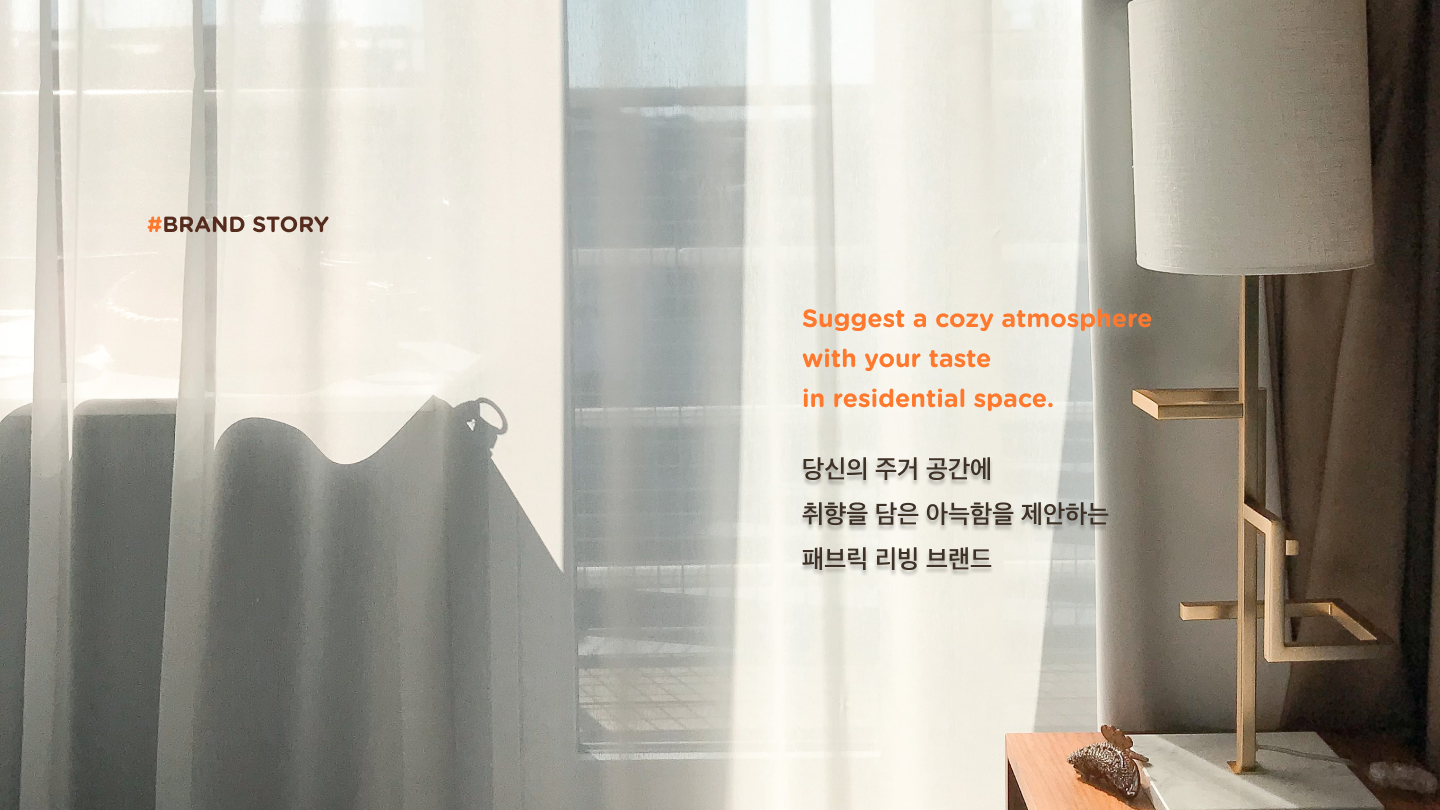 #BRAND STORY
Suggest a cozy atmosphere
with your taste
in residential space.
당신의 주거 공간에
취향을 담은 아늑함을 제안하는
패브릭 리빙 브랜드